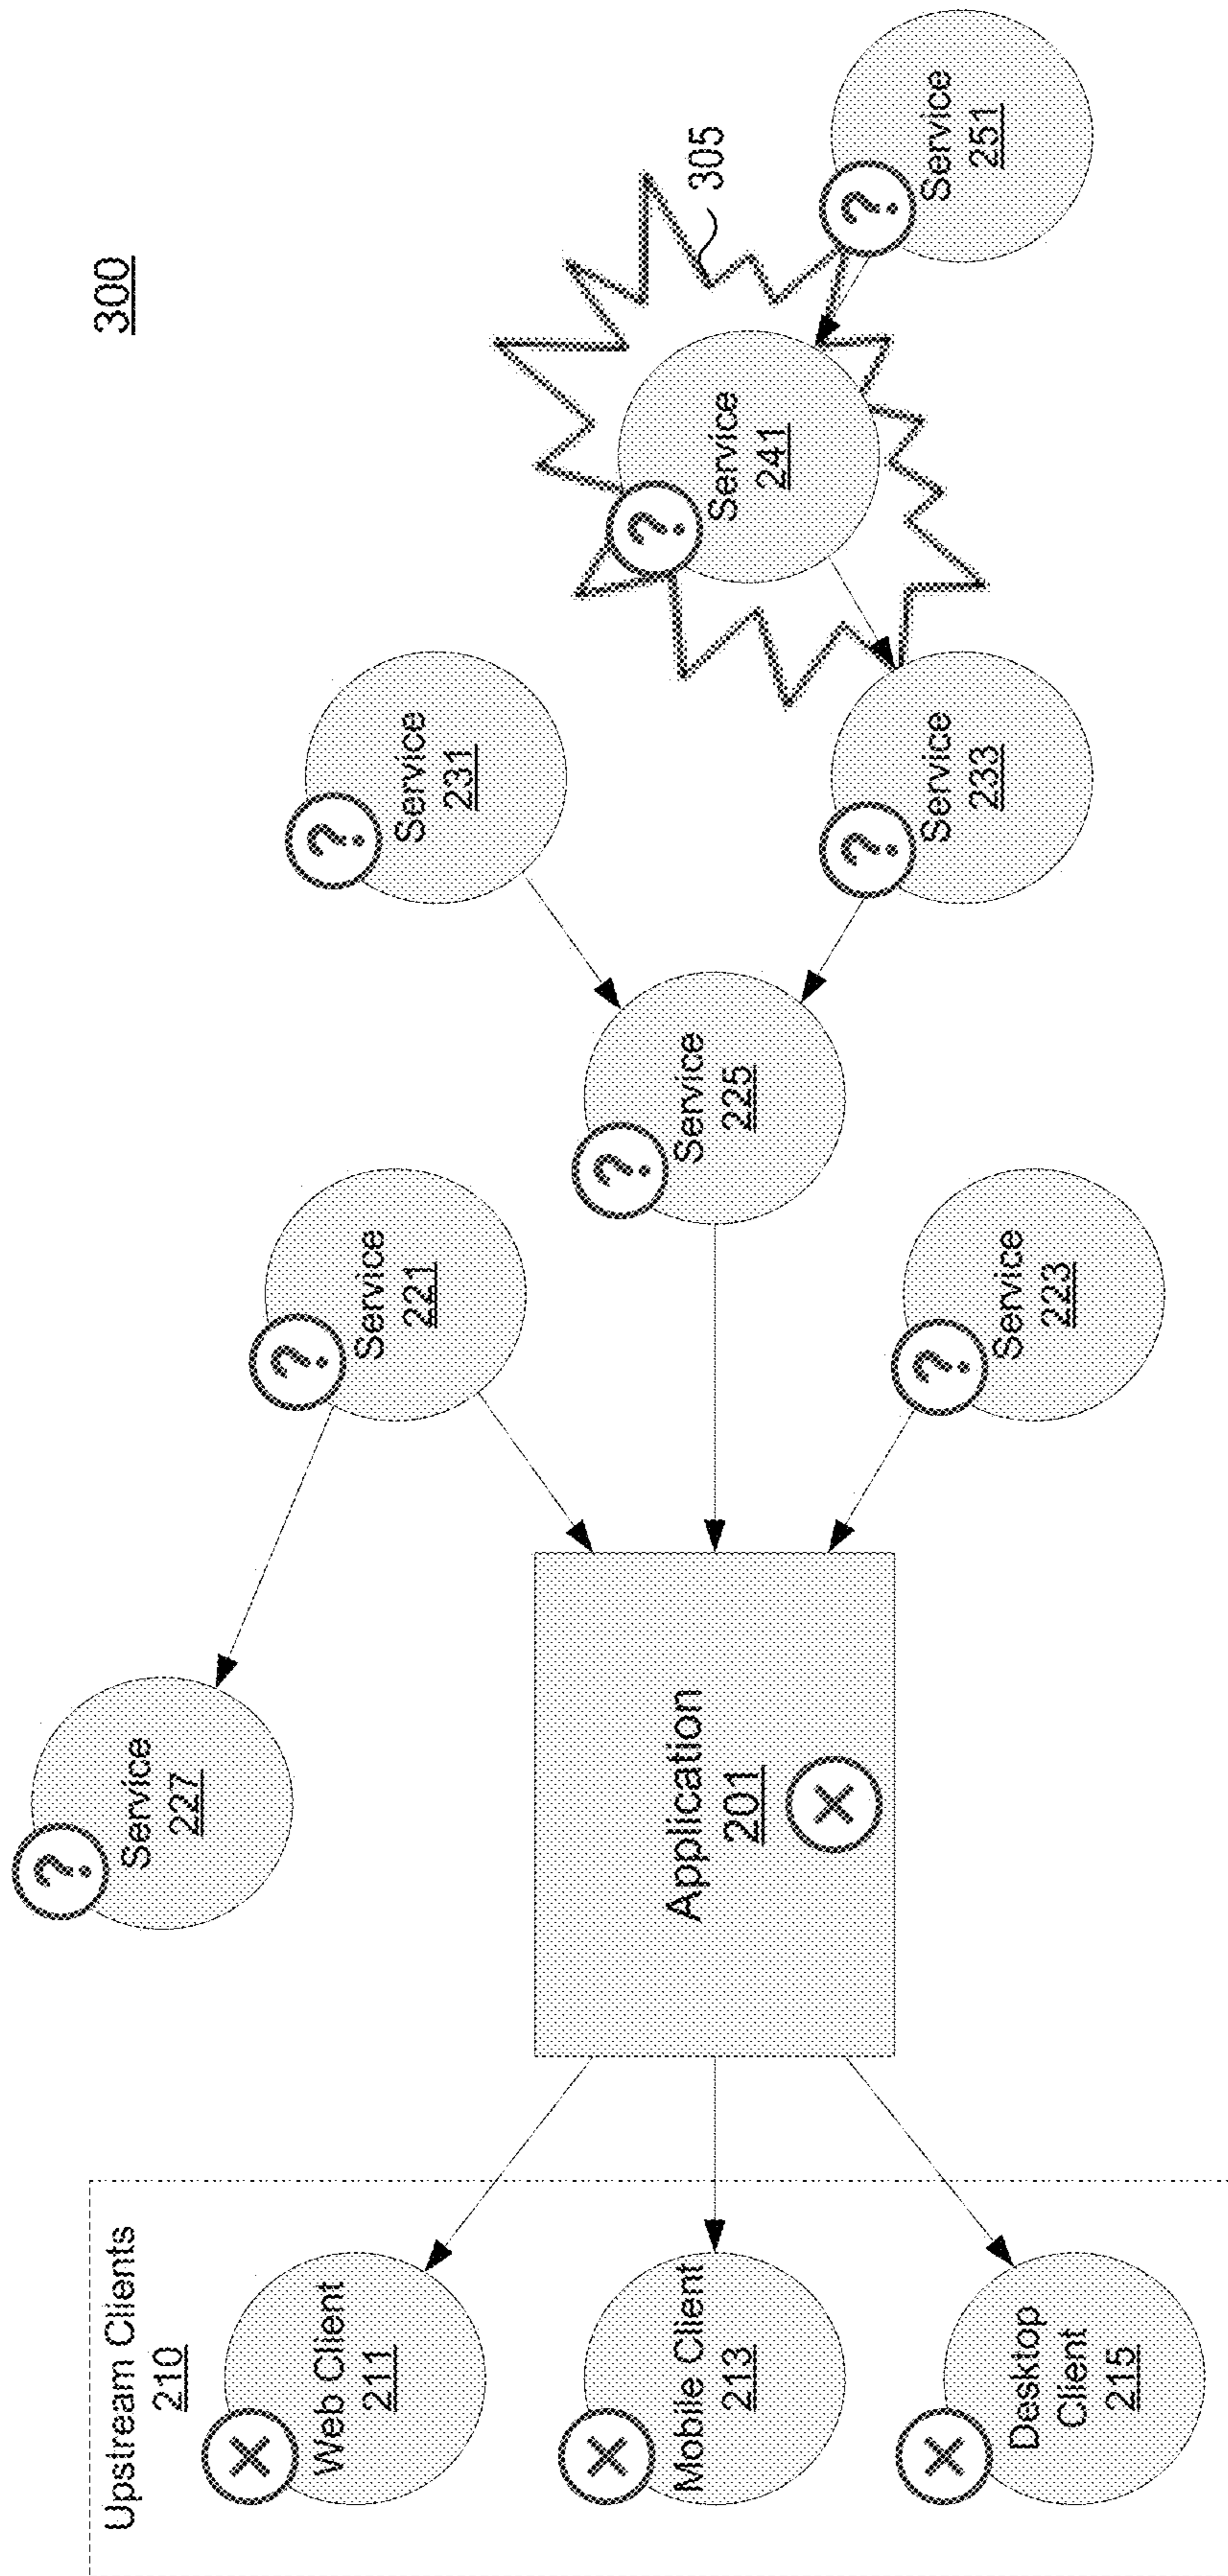 300
Upstream Clients
210
X
Web Client
211
X
Mobile Client
213
X
Desktop
Client
215
Application
201
X
?
Service
227
?
Service
221
?
Service
223
?
Service
225
?
Service
231
?
Service
233
?
Service
241
305
?
Service
251